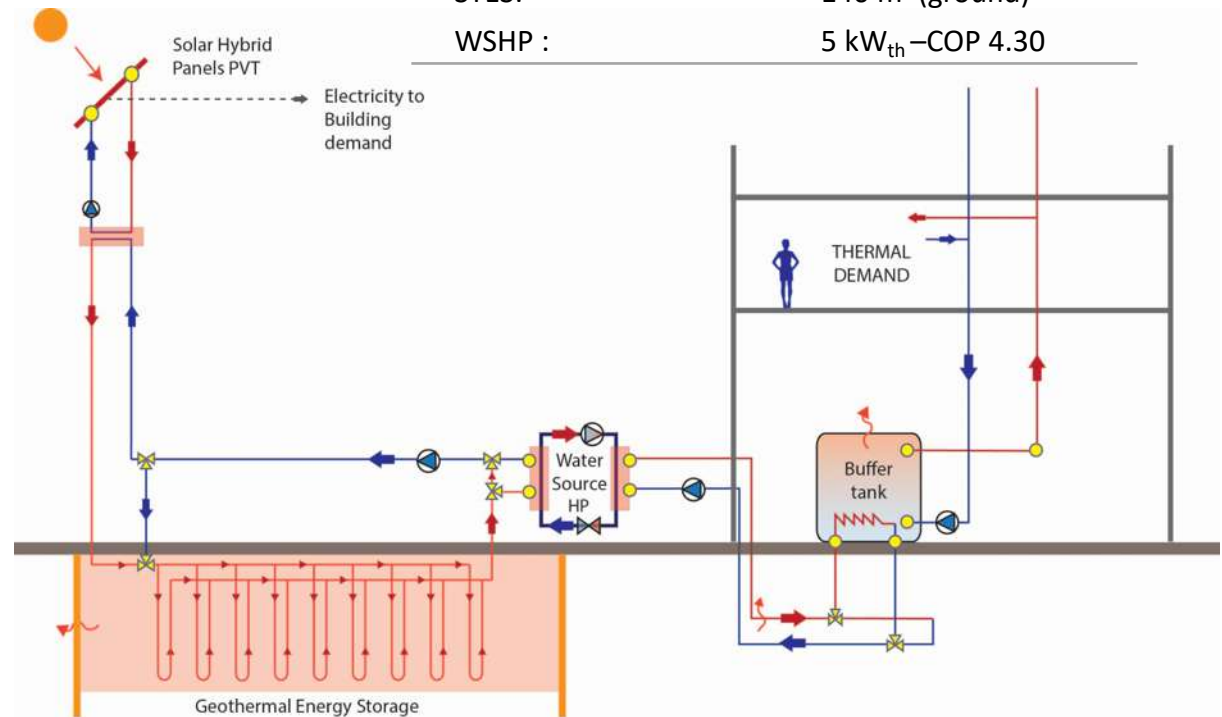 WSHP : 5 kWth –COP 4.30
Solar Hybrid
Panels PVT
Electricity to
Building
demand
THERMAL
DEMAND
Water
Source
HP
Buffer
tank
Geothermal Energy Storage